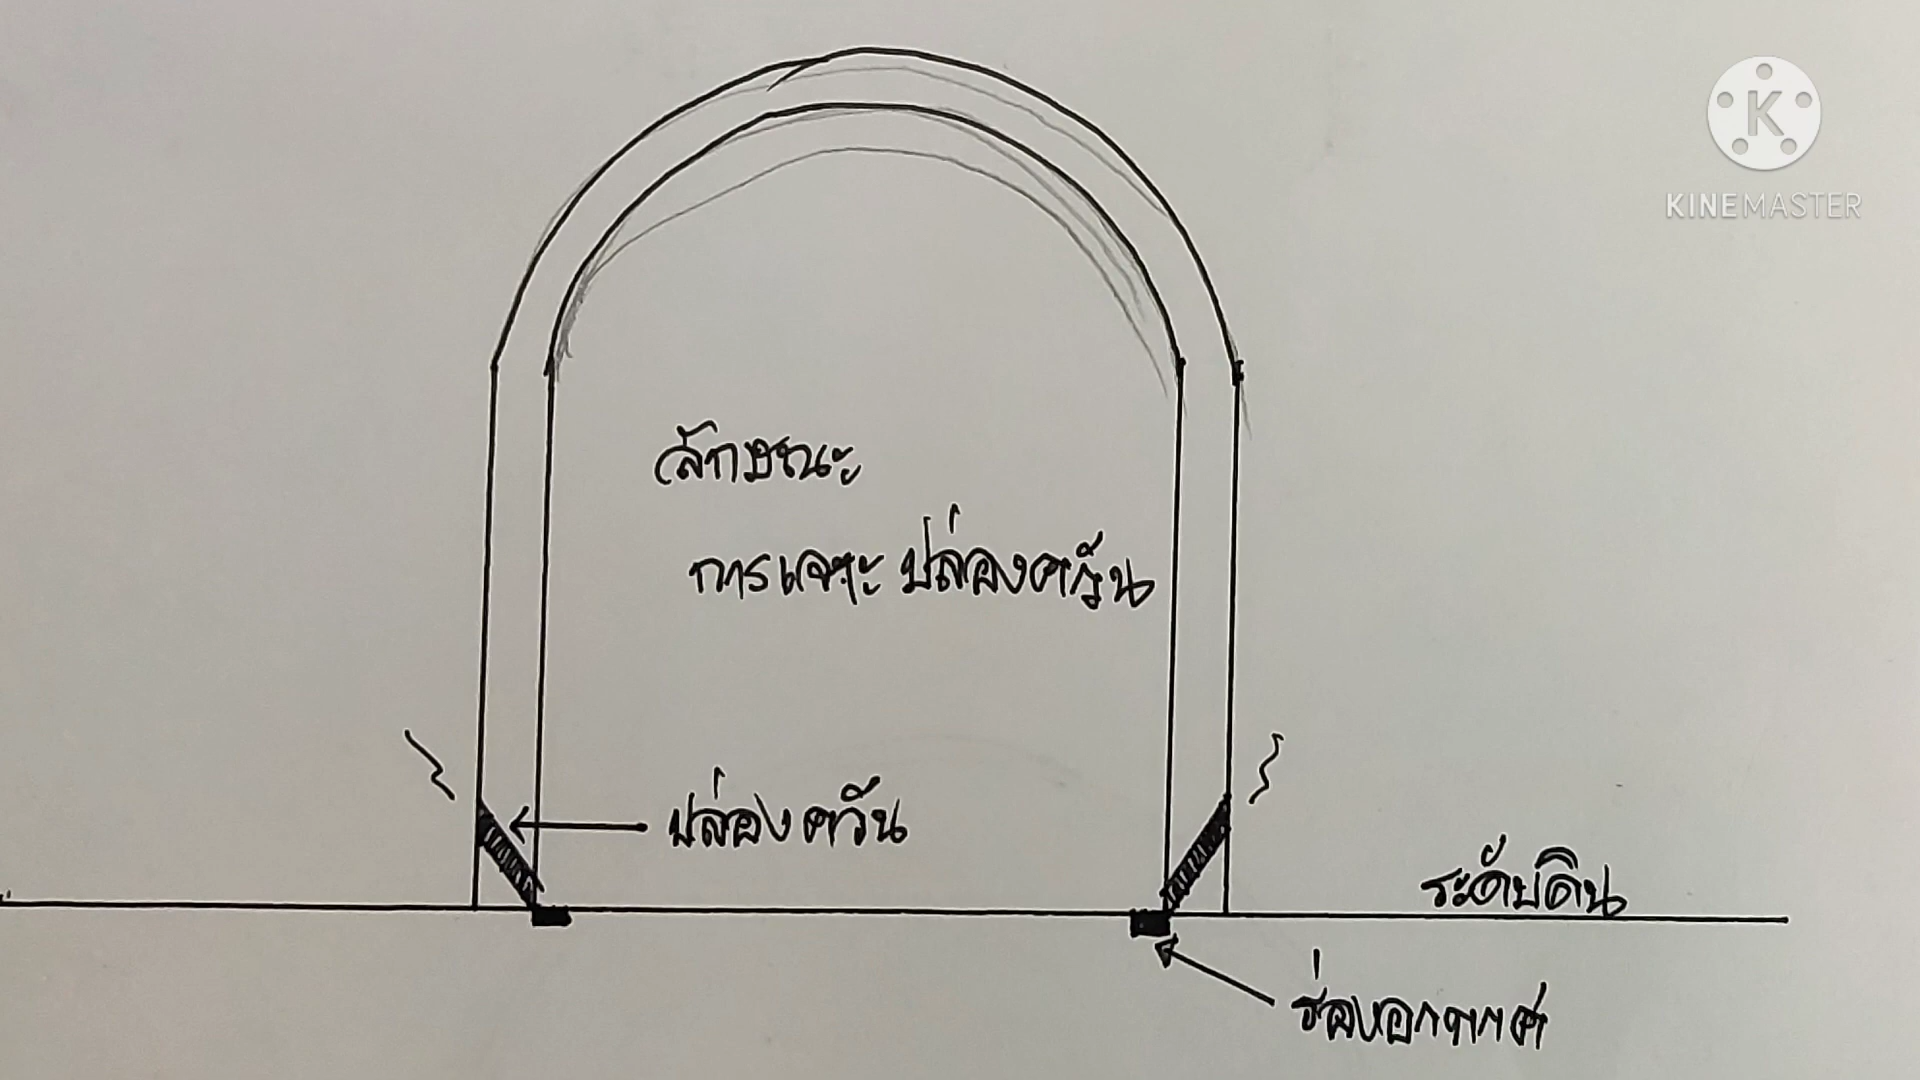 KINEMASTER
ลักษณะ
การเจาะ ปล่องควัน
ปล่องควัน
ระดับดิน
ร่องอากาศ